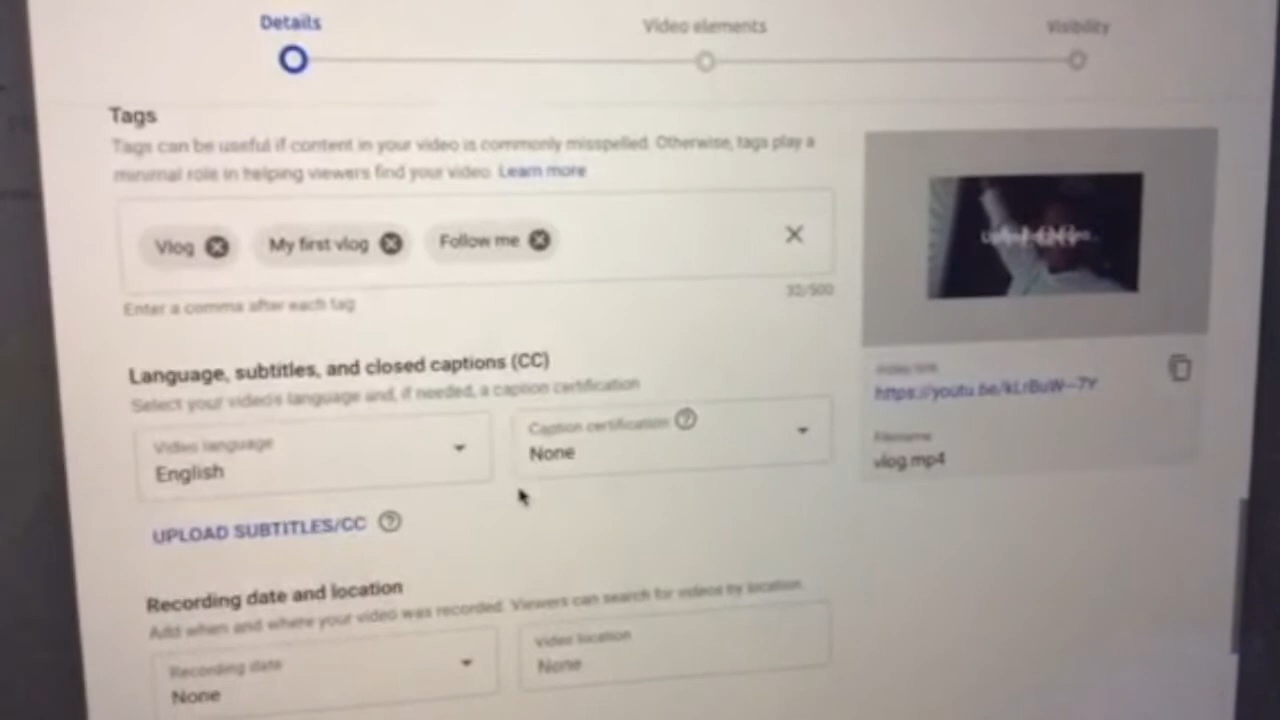 Details
Video elements
Visibility
Tags
Tags can be useful if content in your video is commonly misspelled. Otherwise, tags play a
minimal role in helping viewers find your video. Learn more
Vlog
My first vlog
Follow me
Enter a comma after each tag
32/500
Language, subtitles, and closed captions (CC)
Select your video's language and, if needed, a caption certification
Video language
English
Caption certification
None
UPLOAD SUBTITLES/CC
Recording date and location
Add when and where your video was recorded. Viewers can search for videos by location
Recording date
None
Video location
None
Video link
Filename
vlog.mp4